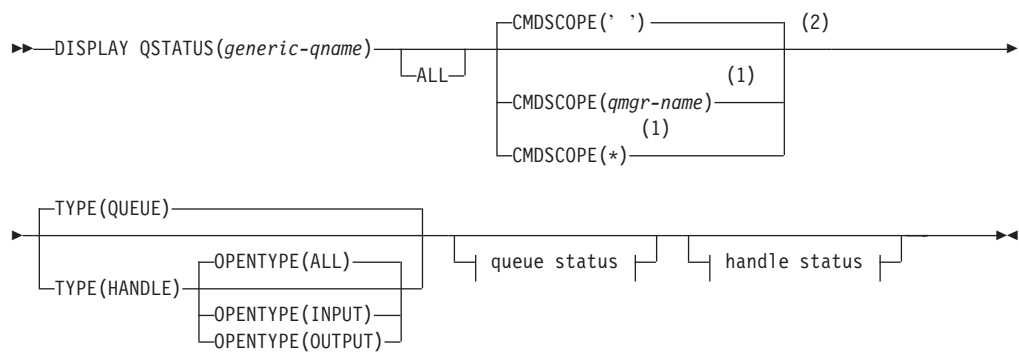 CMDSCOPE(’ ’) (2)
DISPLAY QSTATUS(generic-qname)
ALL
(1)
CMDSCOPE(qmgr-name)
(1)
CMDSCOPE(*)
TYPE(QUEUE)
queue status handle status
OPENTYPE(ALL)
TYPE(HANDLE)
OPENTYPE(INPUT)
OPENTYPE(OUTPUT)